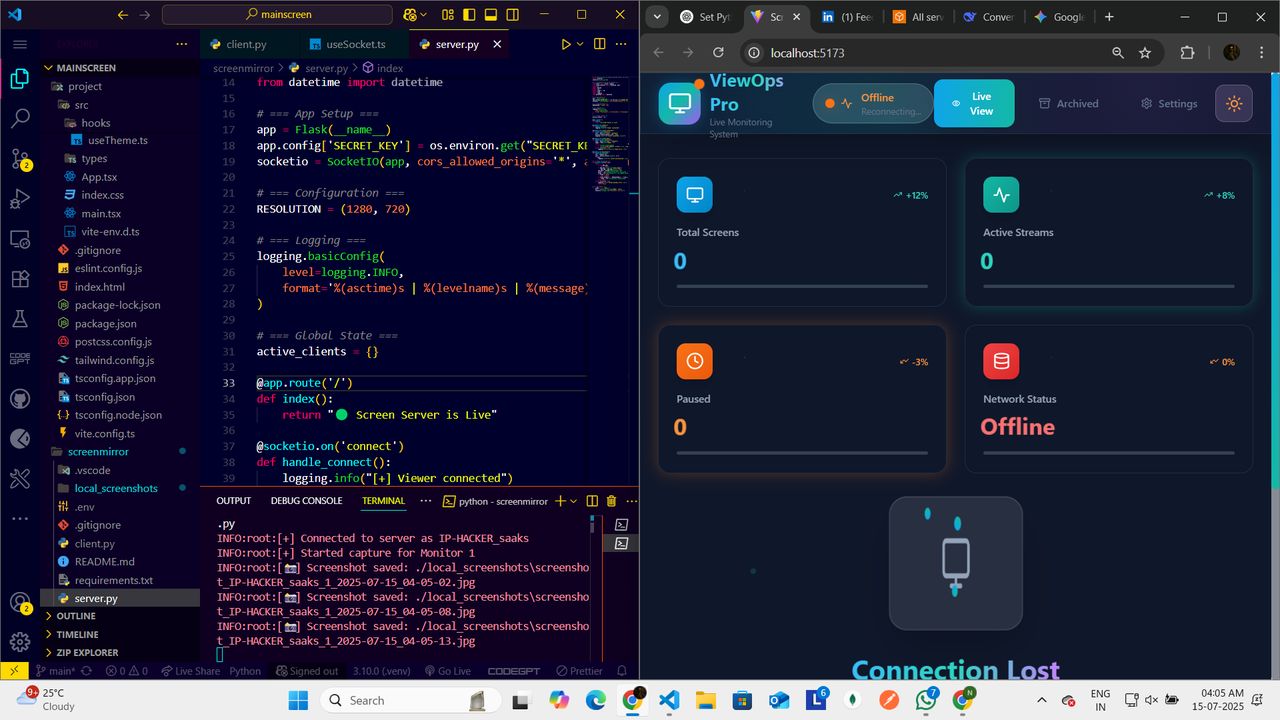 mainscreen
EXPLORER
MAINSCREEN
project
src
hooks
useTheme.ts
types
App.tsx
index.css
main.tsx
vite-env.d.ts
.gitignore
eslint.config.js
index.html
package-lock.json
package.json
postcss.config.js
tailwind.config.js
tsconfig.app.json
tsconfig.json
tsconfig.node.json
vite.config.ts
screenmirror
.vscode
local_screenshots
.env
.gitignore
client.py
README.md
requirements.txt
server.py
OUTLINE
TIMELINE
ZIP EXPLORER
2
CODE GPT
2
client.py useSocket.ts server.py
screenmirror > server.py > index
14 from datetime import datetime
15
16 # === App Setup ===
17 app = Flask(__name__)
18 app.config['SECRET_KEY'] = os.environ.get("SECRET_KE
19 socketio = SocketIO(app, cors_allowed_origins='*', a
20
21 # === Configuration ===
22 RESOLUTION = (1280, 720)
23
24 # === Logging ===
25 logging.basicConfig(
26 level=logging.INFO,
27 format='%(asctime)s | %(levelname)s | %(message)
28 )
29
30 # === Global State ===
31 active_clients = {}
32
33 @app.route('/')
34 def index():
35 return "🟢 Screen Server is Live"
36
37 @socketio.on('connect')
38 def handle_connect():
39 logging.info("[+] Viewer connected")
OUTPUT DEBUG CONSOLE TERMINAL ··· python - screenmirror
.py
INFO:root:[+] Connected to server as IP-HACKER_saaks
INFO:root:[+] Started capture for Monitor 1
INFO:root:[📸] Screenshot saved: ./local_screenshots\screensho
t_IP-HACKER_saaks_1_2025-07-15_04-05-02.jpg
INFO:root:[📸] Screenshot saved: ./local_screenshots\screensho
t_IP-HACKER_saaks_1_2025-07-15_04-05-08.jpg
INFO:root:[📸] Screenshot saved: ./local_screenshots\screensho
t_IP-HACKER_saaks_1_2025-07-15_04-05-13.jpg
main* 0 0 Live Share Python Signed out 3.10.0 (.venv) Go Live CODEGPT Prettier
Set Pyt Scr (1) Fee All serv Conver Google
localhost:5173
ViewOps
Pro
Live Monitoring
System
Offline
Reconnecting...
Live
View
Archived
Settings
+12%
Total Screens
0
+8%
Active Streams
0
-3%
Paused
0
0%
Network Status
Offline
Connection Lost
9+
25°C
Cloudy
Search
6
7
N
ENG
IN
04:05 AM
15-07-2025